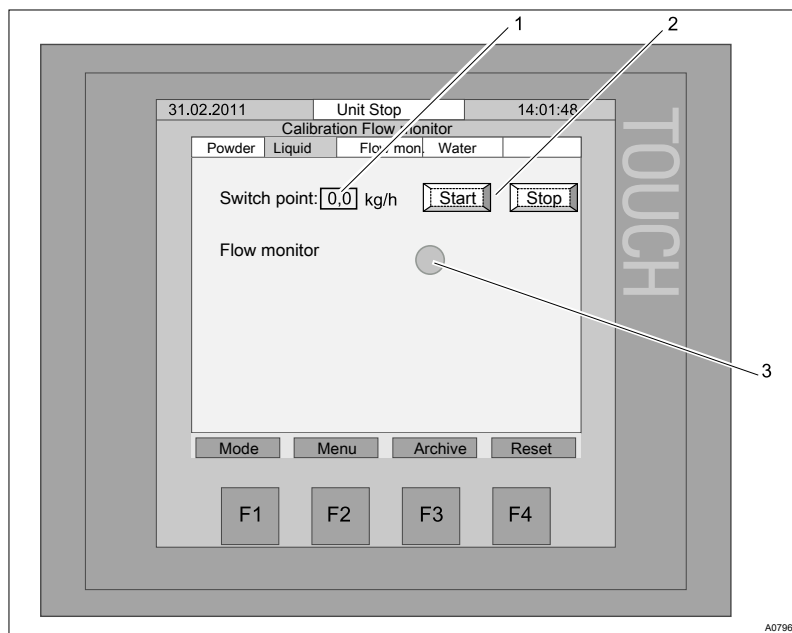 1 2
31.02.2011 Unit Stop 14:01:48
Calibration Flow monitor
Powder Liquid Flow mon. Water
Switch point: 0,0 kg/h Start Stop
Flow monitor
3
Mode Menu Archive Reset
F1 F2 F3 F4
TOUCH
A0796